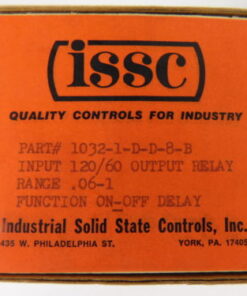 issc
QUALITY CONTROLS FOR INDUSTRY
PART# 1032-1-D-D-8-B
INPUT 120/60 OUTPUT RELAY
RANGE .06-1
FUNCTION ON-OFF DELAY
Industrial Solid State Controls, Inc.
435 W. PHILADELPHIA ST. YORK, PA. 17405